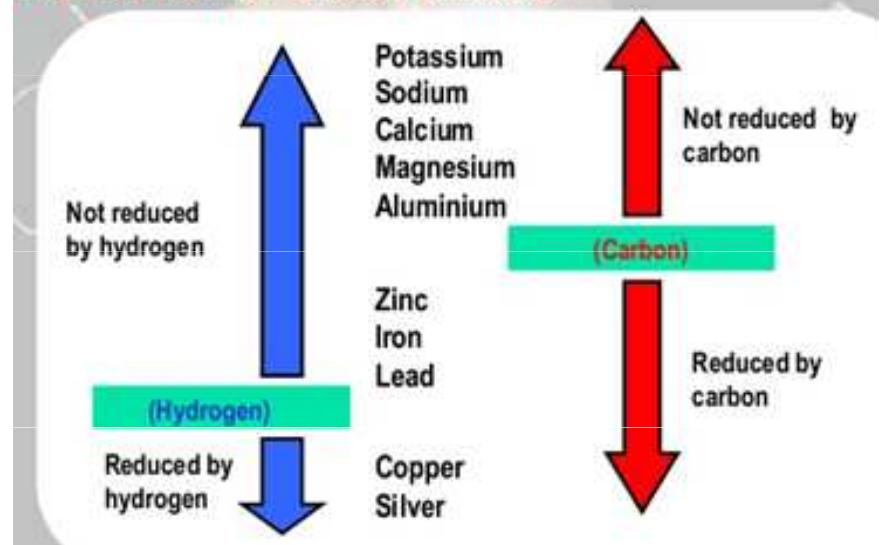 Potassium
Sodium
Calcium
Magnesium
Aluminium
Not reduced by
carbon
Not reduced
by hydrogen
(Carbon)
Zinc
Iron
Lead
Reduced by
carbon
(Hydrogen)
Reduced by
hydrogen
Copper
Silver